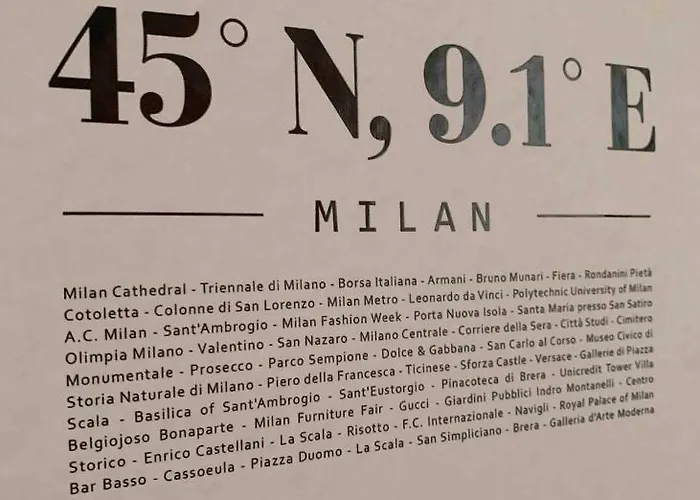 45° N, 9.1° E
MILAN
Milan Cathedral - Triennale di Milano - Borsa Italiana - Armani - Bruno Munari - Fiera - Rondanini Pietà
Cotoletta - Colonne di San Lorenzo - Milan Metro - Leonardo da Vinci - Polytechnic University of Milan
A.C. Milan - Sant'Ambrogio - Milan Fashion Week - Porta Nuova Isola - Santa Maria presso San Satiro
Olimpia Milano - Valentino - San Nazaro - Milano Centrale - Corriere della Sera - Città Studi - Cimitero
Monumentale - Prosecco - Parco Sempione - Dolce & Gabbana - San Carlo al Corso - Museo Civico di
Storia Naturale di Milano - Piero della Francesca - Ticinese - Sforza Castle - Versace - Gallerie di Piazza
Scala - Basilica of Sant'Ambrogio - Sant'Eustorgio - Pinacoteca di Brera - Unicredit Tower Villa
Belgiojoso Bonaparte - Milan Furniture Fair - Gucci - Giardini Pubblici Indro Montanelli - Centro
Storico - Enrico Castellani - La Scala - Risotto - F.C. Internazionale - Navigli - Royal Palace of Milan
Bar Basso - Cassoeula - Piazza Duomo - La Scala - San Simpliciano - Brera - Galleria d'Arte Moderna